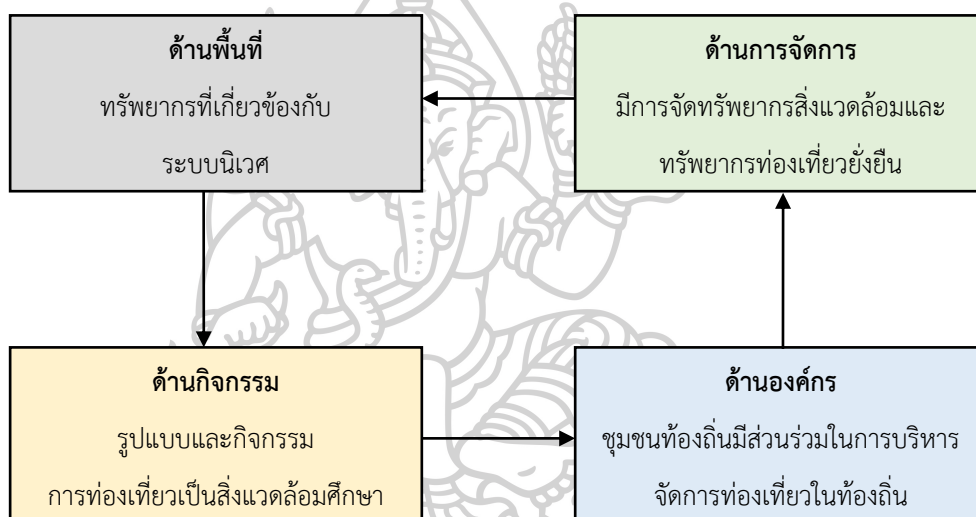 ด้านพื้นที่
ทรัพยากรที่เกี่ยวข้องกับ
ระบบนิเวศ
ด้านการจัดการ
มีการจัดทรัพยากรสิ่งแวดล้อมและ
ทรัพยากรท่องเที่ยวยั่งยืน
ด้านกิจกรรม
รูปแบบและกิจกรรม
การท่องเที่ยวเป็นสิ่งแวดล้อมศึกษา
ด้านองค์กร
ชุมชนท้องถิ่นมีส่วนร่วมในการบริหาร
จัดการท่องเที่ยวในท้องถิ่น